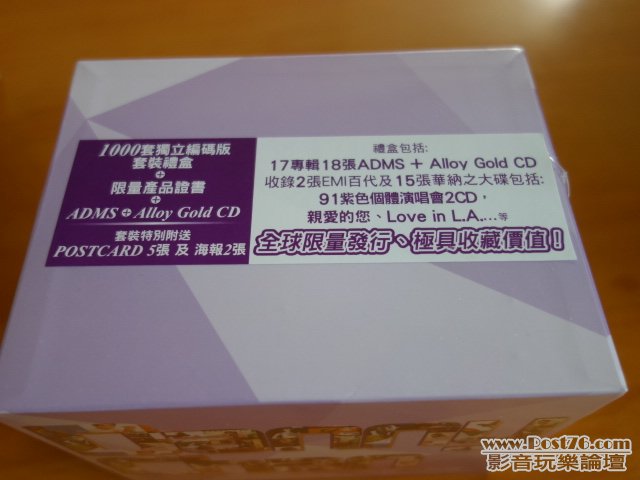 1000套獨立編碼版
套裝禮盒
+
限量產品證書
+
ADMS + Alloy Gold CD
套裝特別附送
POSTCARD 5張 及 海報2張
禮盒包括:
17專輯18張ADMS + Alloy Gold CD
收錄2張EMI百代及15張華納之大碟包括:
91紫色個體演唱會2CD,
親愛的您、Love in L.A....等
全球限量發行、極具收藏價值!
www.Post76.com
影音玩樂論壇